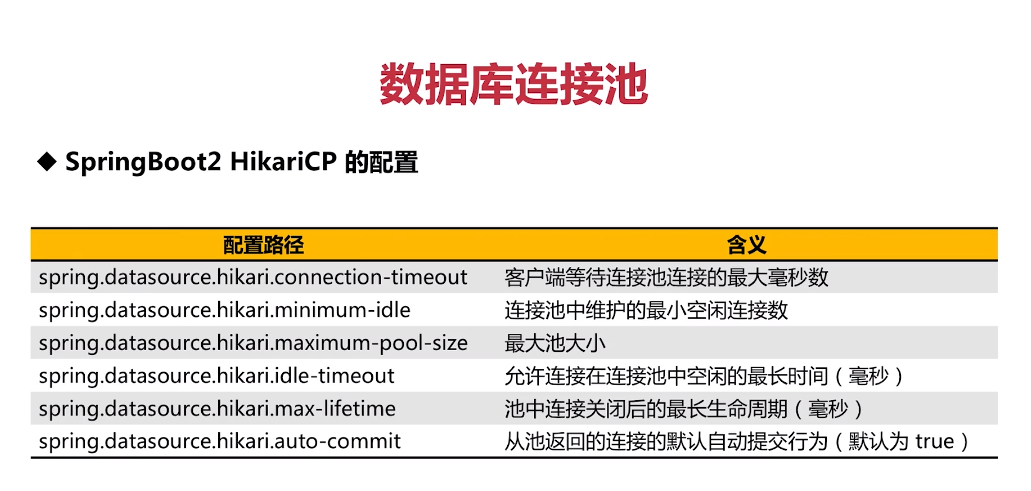 数据库连接池
◆ SpringBoot2 HikariCP 的配置
配置路径 含义
spring.datasource.hikari.connection-timeout 客户端等待连接池连接的最大毫秒数
spring.datasource.hikari.minimum-idle 连接池中维护的最小空闲连接数
spring.datasource.hikari.maximum-pool-size 最大池大小
spring.datasource.hikari.idle-timeout 允许连接在连接池中空闲的最长时间（毫秒）
spring.datasource.hikari.max-lifetime 池中连接关闭后的最长生命周期（毫秒）
spring.datasource.hikari.auto-commit 从池返回的连接的默认自动提交行为（默认为 true）